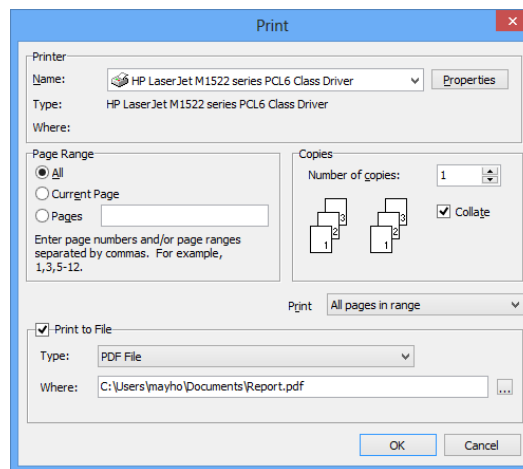 Print
Printer
Name:
HP LaserJet M1522 series PCL6 Class Driver
Properties
Type:
HP LaserJet M1522 series PCL6 Class Driver
Where:
Page Range
All
Current Page
Pages
Enter page numbers and/or page ranges
separated by commas. For example,
1,3,5-12.
Copies
Number of copies:
1
1
2
3
1
2
3
Collate
Print
All pages in range
Print to File
Type:
PDF File
Where:
C:\Users\mayho\Documents\Report.pdf
...
OK
Cancel